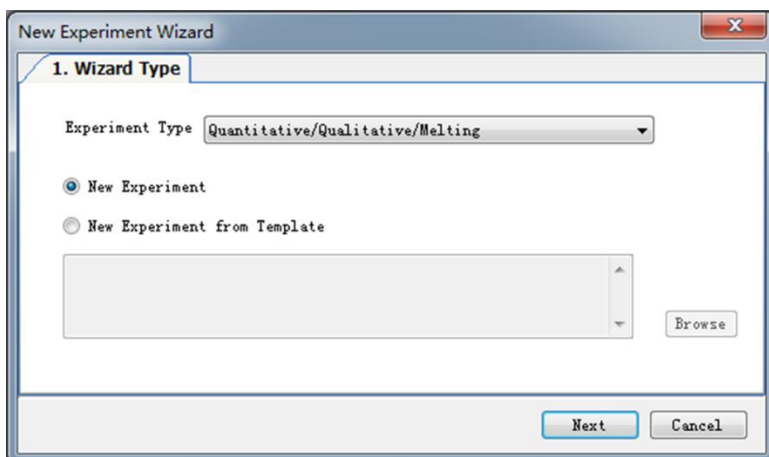 New Experiment Wizard
1. Wizard Type
Experiment Type Quantitative/Qualitative/Melting
New Experiment
New Experiment from Template
Browse
Next Cancel